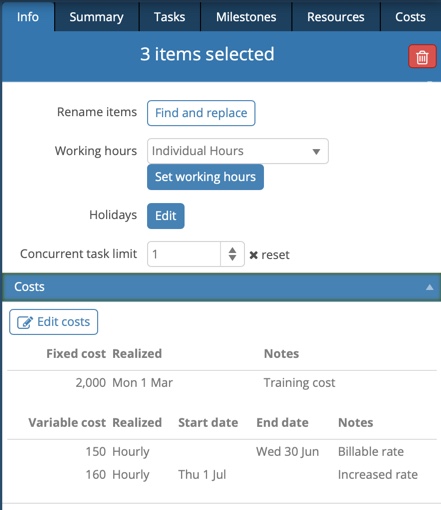 Info Summary Tasks Milestones Resources Costs
3 items selected
Rename items Find and replace
Working hours Individual Hours
Set working hours
Holidays Edit
Concurrent task limit 1 ✖ reset
Costs
Edit costs
Fixed cost Realized Notes
2,000 Mon 1 Mar Training cost
Variable cost Realized Start date End date Notes
150 Hourly Wed 30 Jun Billable rate
160 Hourly Thu 1 Jul Increased rate